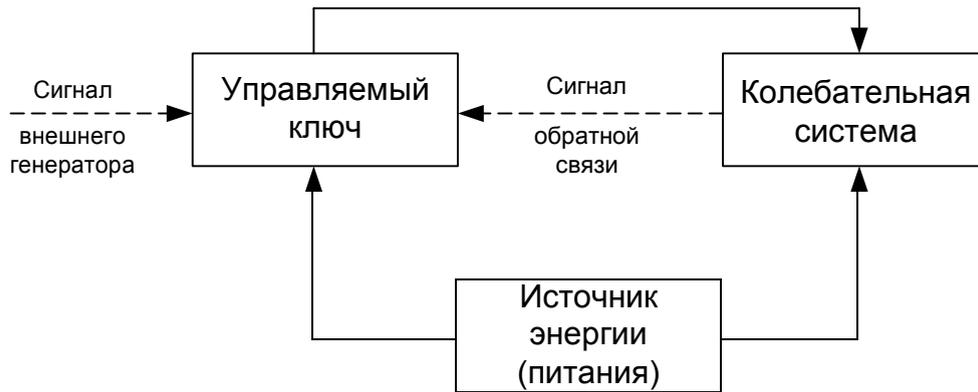 Сигнал
внешнего
генератора
Управляемый
ключ
Сигнал
обратной
связи
Колебательная
система
Источник
энергии
(питания)